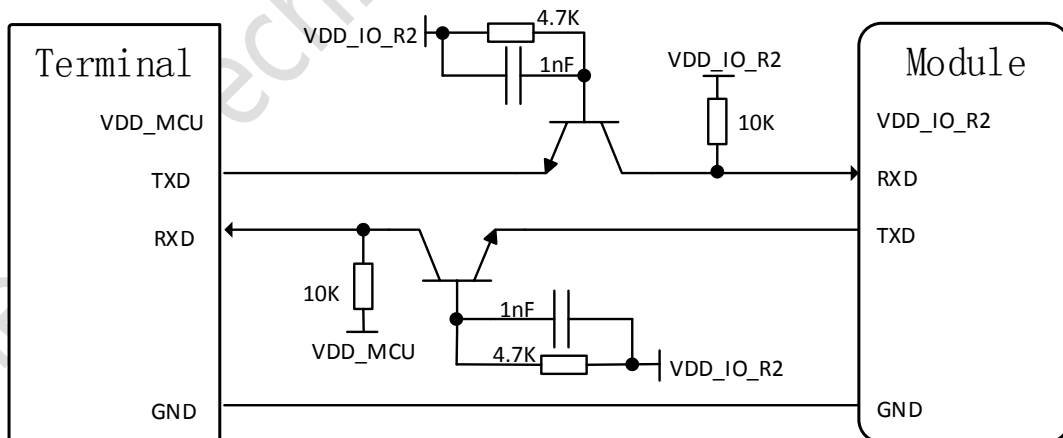 Terminal
VDD_MCU
TXD
RXD
GND
VDD_IO_R2
4.7K
1nF
VDD_IO_R2
10K
Module
VDD_IO_R2
RXD
TXD
GND
10K
VDD_MCU
1nF
4.7K
VDD_IO_R2